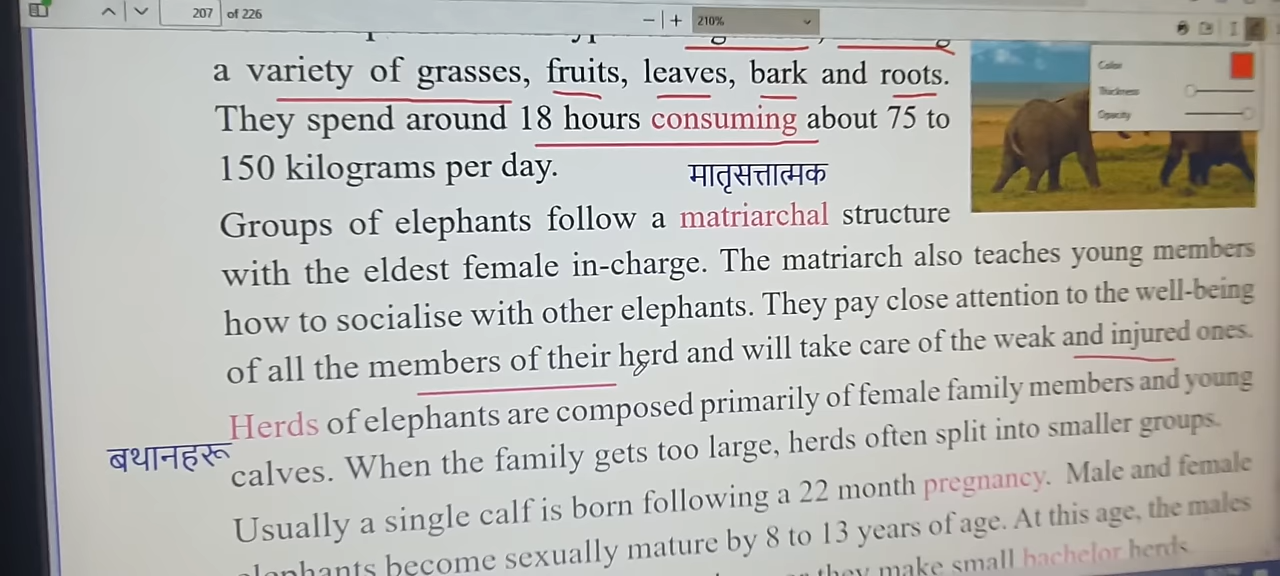 207 of 226
210%
Color
Thickness
Opacity
a variety of grasses, fruits, leaves, bark and roots.
They spend around 18 hours consuming about 75 to
150 kilograms per day.
मातृसत्तात्मक
Groups of elephants follow a matriarchal structure
with the eldest female in-charge. The matriarch also teaches young members
how to socialise with other elephants. They pay close attention to the well-being
of all the members of their herd and will take care of the weak and injured ones.
Herds of elephants are composed primarily of female family members and young
बथानहरू
calves. When the family gets too large, herds often split into smaller groups.
Usually a single calf is born following a 22 month pregnancy. Male and female
elephants become sexually mature by 8 to 13 years of age. At this age, the males
they make small bachelor herds